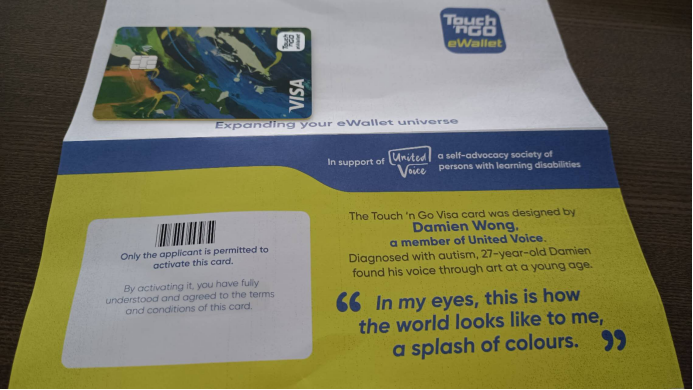 Touch
'nGO
eWallet
Touch
'nGO
eWallet
VISA
Expanding your eWallet universe
In support of
United
Voice
a self-advocacy society of
persons with learning disabilities
Only the applicant is permitted to
activate this card.
By activating it, you have fully
understood and agreed to the terms
and conditions of this card.
The Touch 'n Go Visa card was designed by
Damien Wong,
a member of United Voice.
Diagnosed with autism, 27-year-old Damien
found his voice through art at a young age.
“ In my eyes, this is how
the world looks like to me,
a splash of colours. ”